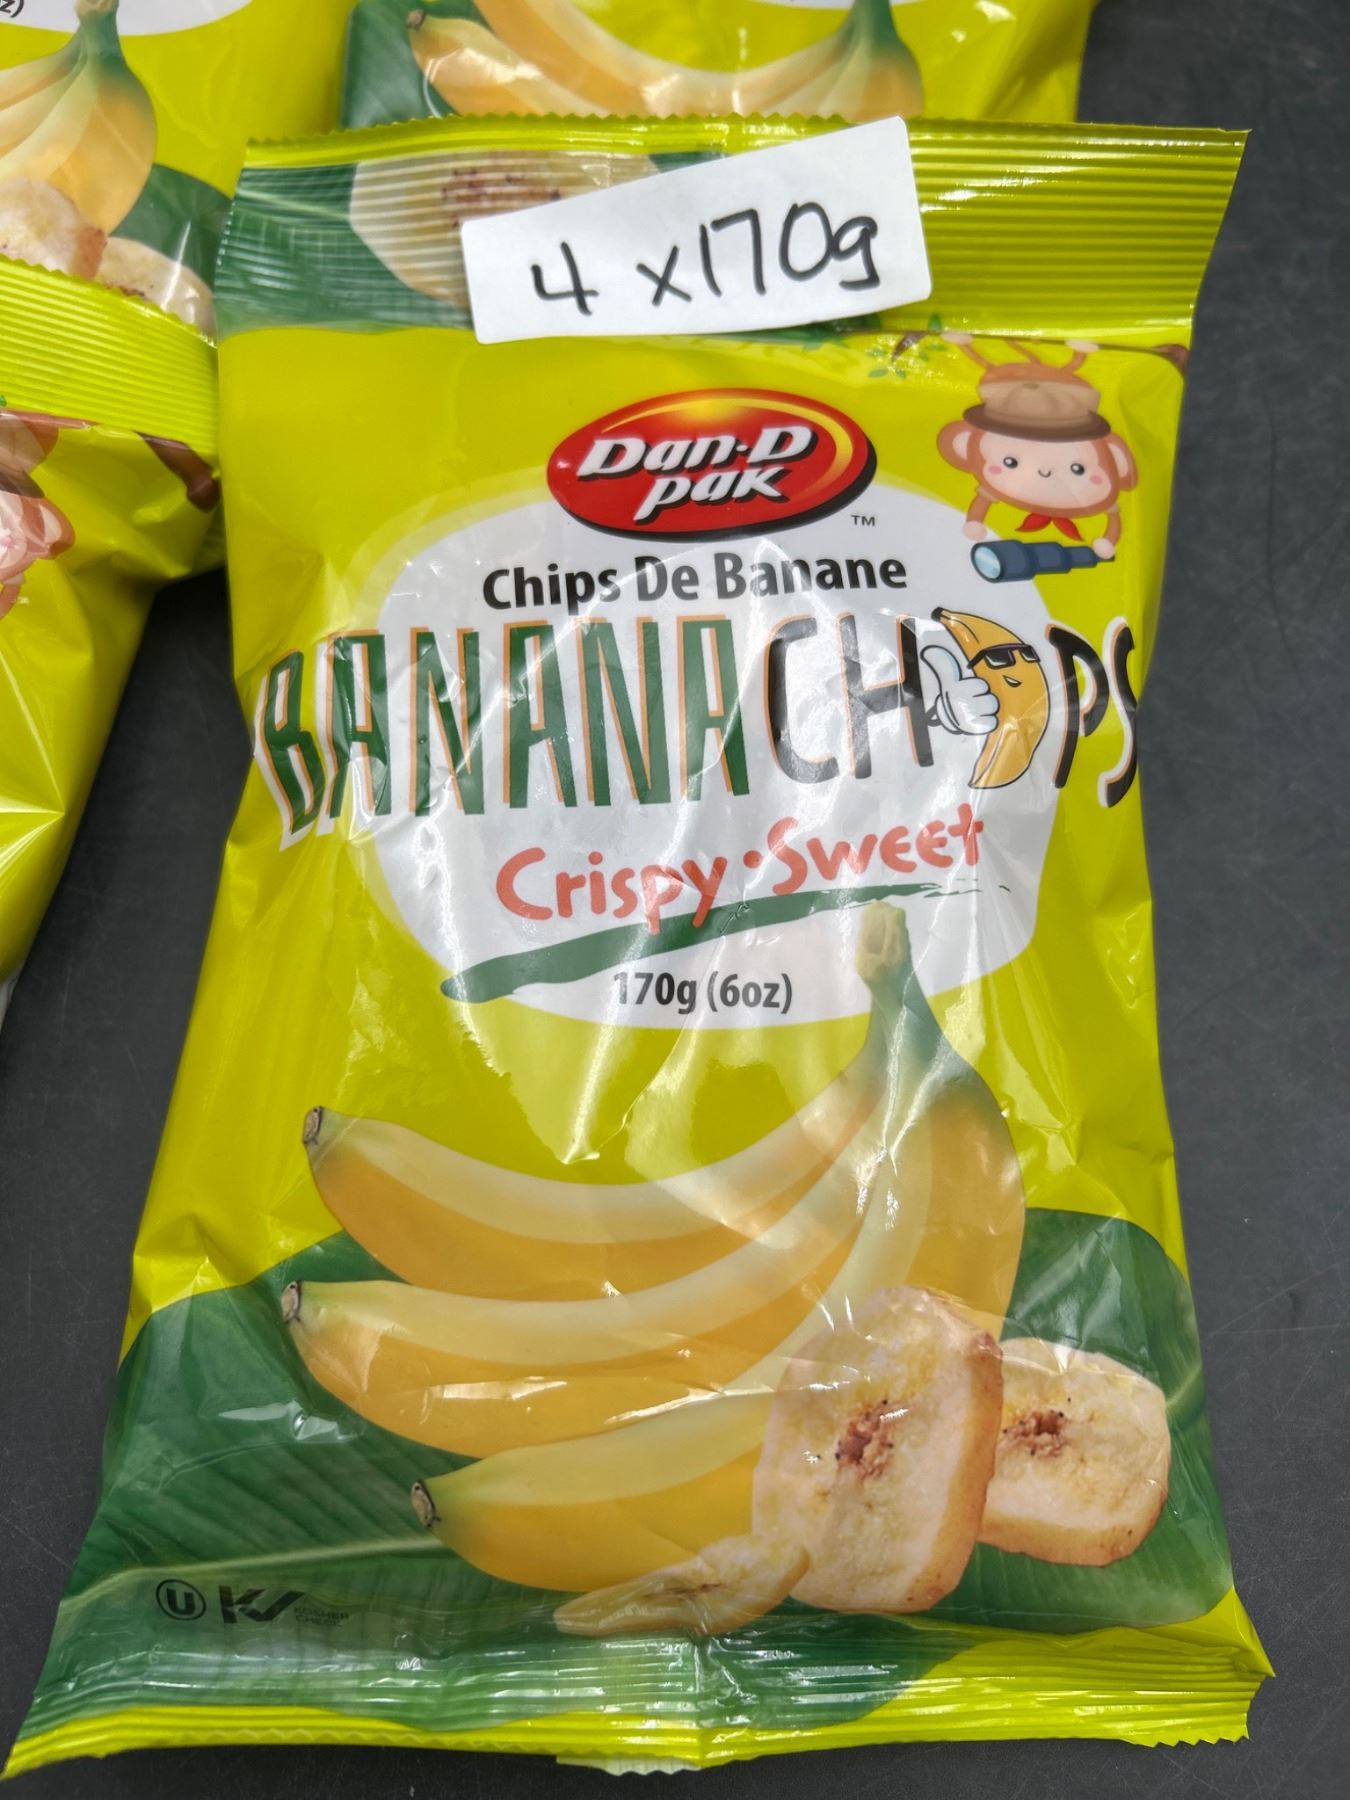 z)
4 x170g
Dan·D
pak
TM
Chips De Banane
BANANA CHIPS
Crispy·Sweet
170g (6oz)
U
K
KOSHER
CHECK